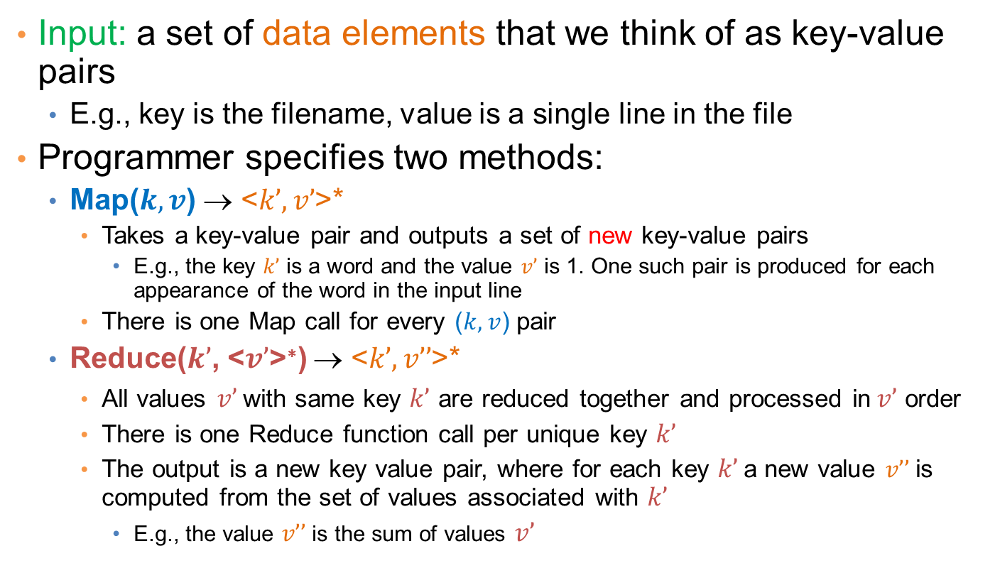 • Input: a set of data elements that we think of as key-value
pairs
• E.g., key is the filename, value is a single line in the file
• Programmer specifies two methods:
• Map(k, v) → <k’, v’>*
• Takes a key-value pair and outputs a set of new key-value pairs
• E.g., the key k’ is a word and the value v’ is 1. One such pair is produced for each
appearance of the word in the input line
• There is one Map call for every (k, v) pair
• Reduce(k’, <v’>*) → <k’, v’’>*
• All values v’ with same key k’ are reduced together and processed in v’ order
• There is one Reduce function call per unique key k’
• The output is a new key value pair, where for each key k’ a new value v’’ is
computed from the set of values associated with k’
• E.g., the value v’’ is the sum of values v’